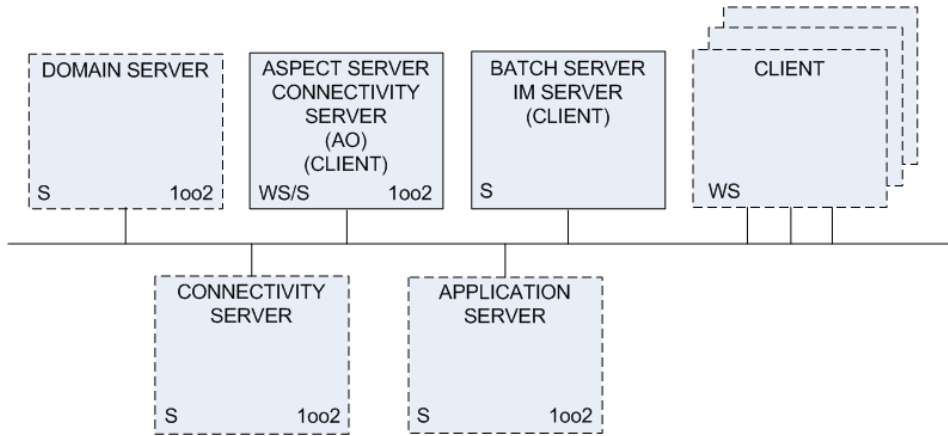 DOMAIN SERVER
S 1oo2
ASPECT SERVER
CONNECTIVITY
SERVER
(AO)
(CLIENT)
WS/S 1oo2
BATCH SERVER
IM SERVER
(CLIENT)
S
CLIENT
WS
CONNECTIVITY
SERVER
S 1oo2
APPLICATION
SERVER
S 1oo2